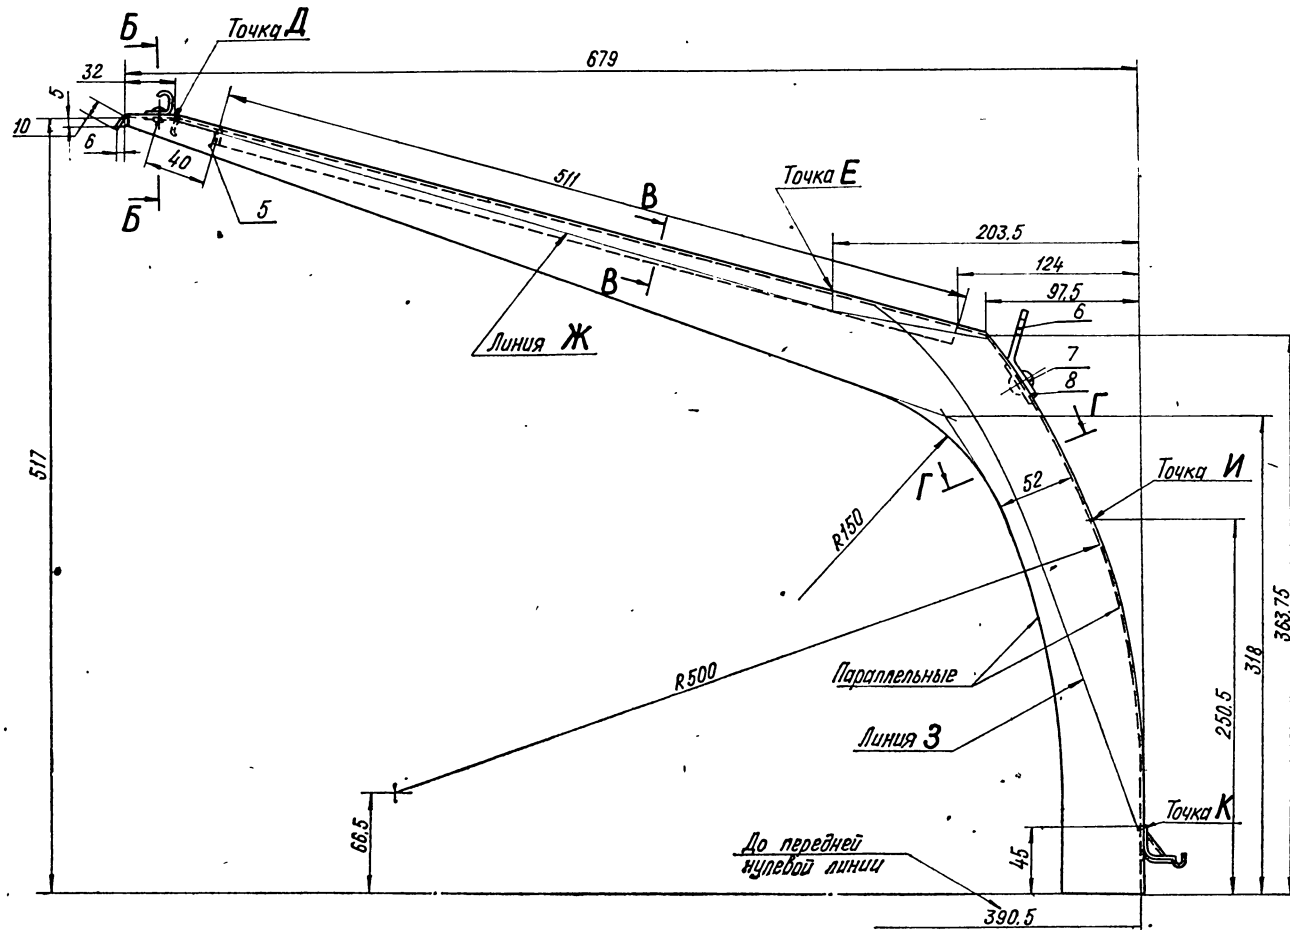 Б
Точка Д
679
32
5
10
6
40
Б
5
511
В
В
Точка Е
203.5
124
97.5
6
7
8
Г
Г
Линия Ж
517
52
Точка И
R150
R500
Параллельные
Линия З
363.75
318
250.5
66.5
До передней
нулевой линии
45
Точка К
390.5